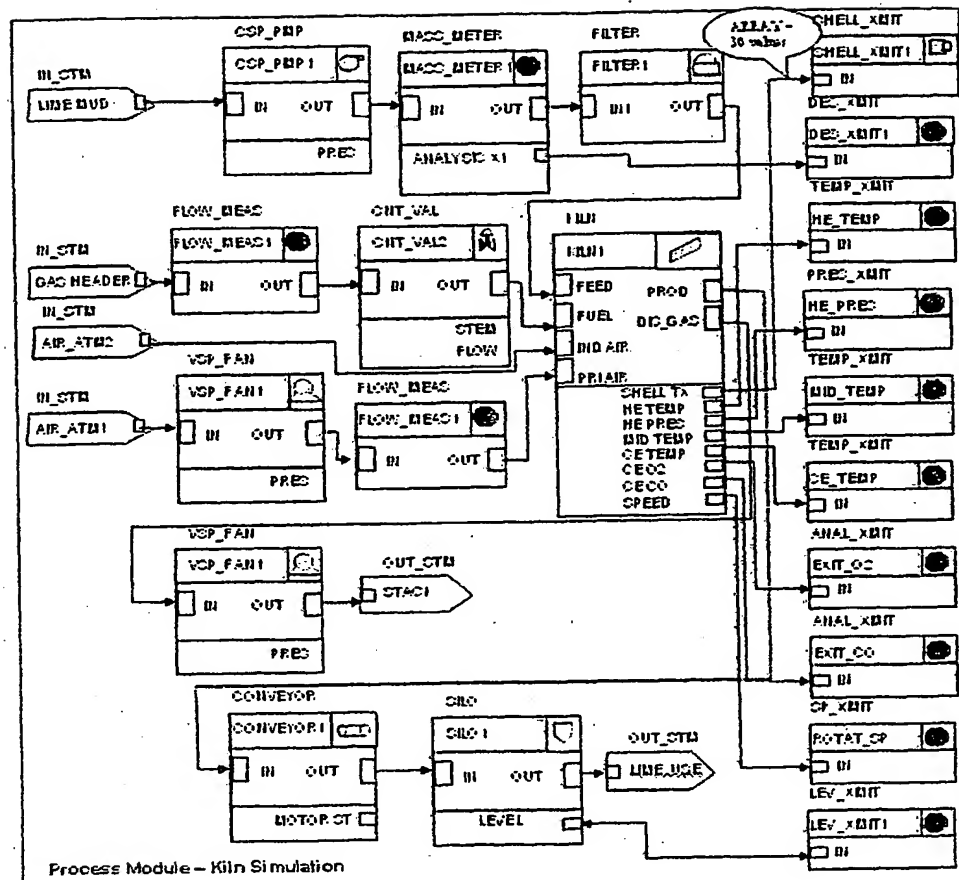 CSP_PMP
MASS_METER
FILTER
ARRAY -
30 values
SHELL_XMIT
CSP_PMP1
MASS_METER1
FILTER1
SHELL_XMIT1
IN_STM
LIME MUD
IN OUT
IN OUT
IN1 OUT
IN
DES_XMIT
PRES
ANALYSIS X1
DES_XMIT1
IN
TEMP_XMIT
FLOW_MEAS
CNT_VAL
KILN
HE_TEMP
IN_STM
FLOW_MEAS1
CNT_VAL2
KILN1
IN
GAS HEADER
IN OUT
IN OUT
FEED PROD
PRES_XMIT
HE_PRES
IN_STM
FUEL DIS_GAS
IN
AIR_ATM2
STEM
FLOW
IND AIR
TEMP_XMIT
VSP_FAN
PRI AIR
MID_TEMP
IN_STM
VSP_FAN1
FLOW_MEAS
SHELL TX
IN
AIR_ATM1
FLOW_MEAS1
HE TEMP
TEMP_XMIT
IN OUT
HE PRES
MID TEMP
CE_TEMP
IN OUT
CE TEMP
IN
PRES
CE O2
CE CO
ANAL_XMIT
SPEED
EXIT_O2
VSP_FAN
IN
VSP_FAN1
OUT_STM
ANAL_XMIT
IN OUT
STACK
EXIT_CO
PRES
IN
CONVEYOR
SILO
SP_XMIT
CONVEYOR1
SILO1
OUT_STM
ROTAT_SP
IN OUT
IN OUT
LIME_USE
IN
MOTOR ST
LEVEL
LEV_XMIT
LEV_XMIT1
IN
Process Module – Kiln Simulation